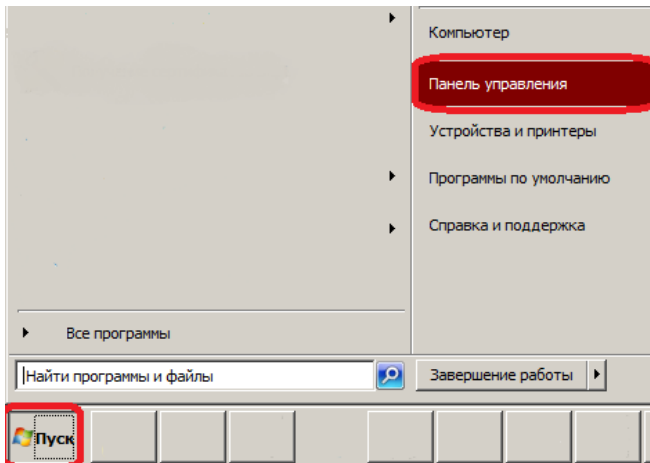 Компьютер
Панель управления
Устройства и принтеры
Программы по умолчанию
Справка и поддержка
Все программы
Найти программы и файлы
Завершение работы
Пуск